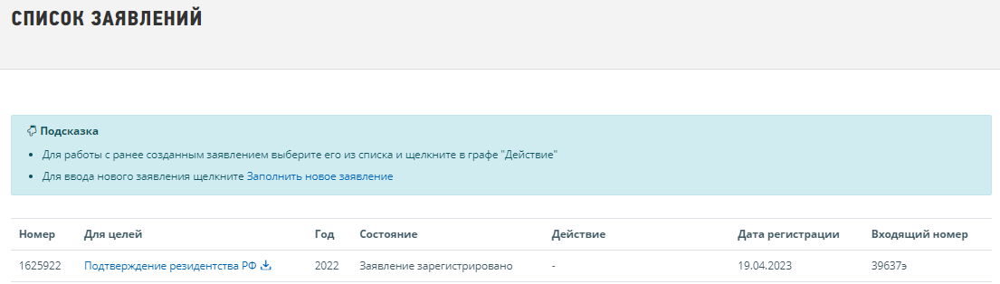 СПИСОК ЗАЯВЛЕНИЙ
Подсказка
Для работы с ранее созданным заявлением выберите его из списка и щелкните в графе "Действие"
Для ввода нового заявления щелкните Заполнить новое заявление
Номер Для целей Год Состояние Действие Дата регистрации Входящий номер
1625922 Подтверждение резидентства РФ 2022 Заявление зарегистрировано - 19.04.2023 39637э